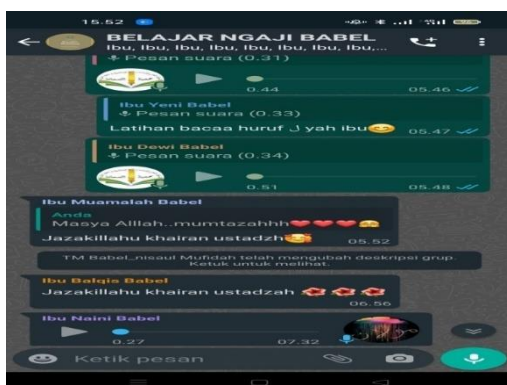 15.52
BELAJAR NGAJI BABEL
Ibu, Ibu, Ibu, Ibu, Ibu, Ibu, Ibu,...
Pesan suara (0.31)
0.44 05.46
Ibu Yeni Babel
Pesan suara (0.33)
Latihan bacaa huruf ل yah ibu😊 05.47
Ibu Dewi Babel
Pesan suara (0.34)
0.51 05.48
Ibu Muamalah Babel
Anda
Masya Alllah..mumtazahhh❤❤❤😄
Jazakillahu khairan ustadzh🥰 05.52
TM Babel_nisaul Mufidah telah mengubah deskripsi grup.
Ketuk untuk melihat.
Ibu Balqis Babel
Jazakillahu khairan ustadzah 🌺🌺🌺
06.56
Ibu Naini Babel
0.27 07.32
Ketik pesan